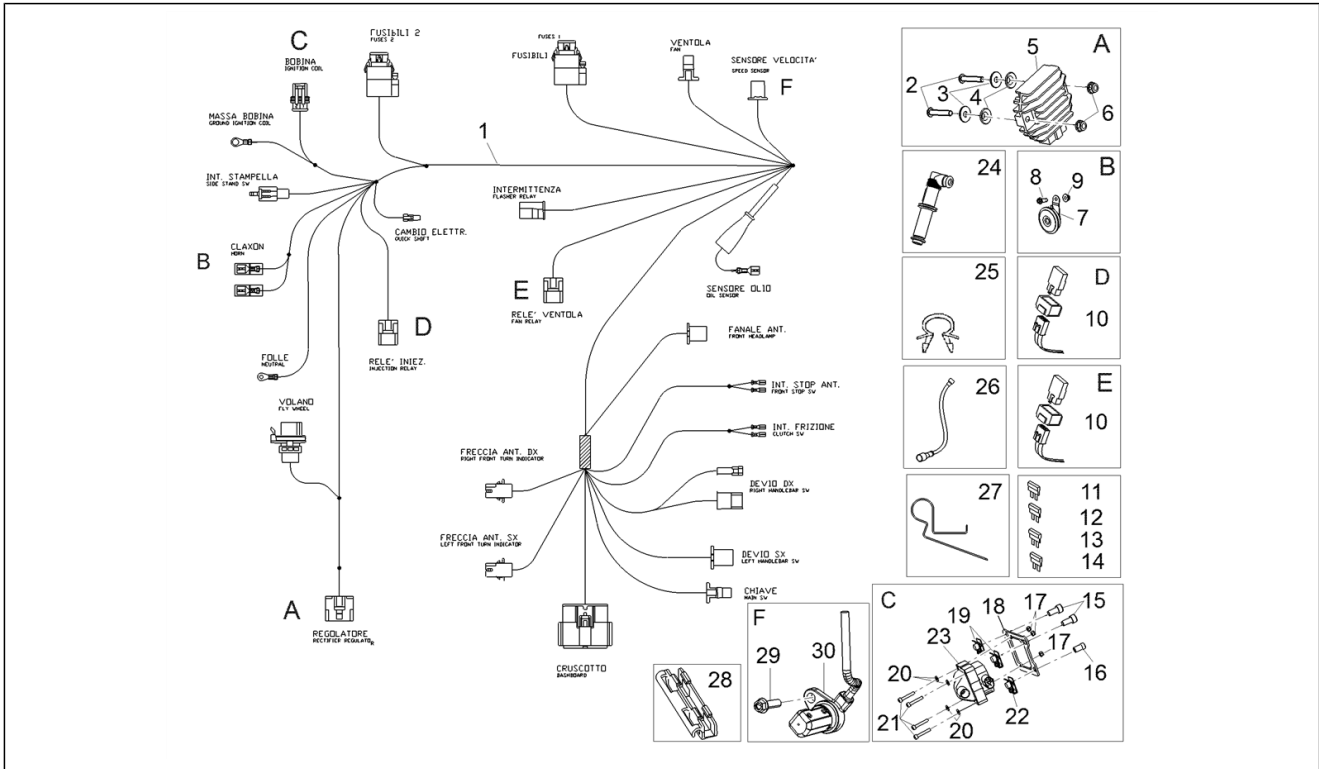 C
BOBINA
IGNITION COIL
FUSIBILI 2
FUSES 2
FUSES 1
FUSIBILI
VENTOLA
FAN
SENSORE VELOCITA'
SPEED SENSOR
F
MASSA BOBINA
GROUND IGNITION COIL
1
INT. STAMPELLA
SIDE STAND SW
INTERMITTENZA
FLASHER RELAY
CAMBIO ELETTR.
QUICK SHIFT
B
CLAXON
HORN
E
RELE' VENTOLA
FAN RELAY
SENSORE OLIO
OIL SENSOR
D
RELE' INIEZ.
INJECTION RELAY
FOLLE
NEUTRAL
FANALE ANT.
FRONT HEADLAMP
VOLANO
FLY WHEEL
INT. STOP ANT.
FRONT STOP SW
INT. FRIZIONE
CLUTCH SW
FRECCIA ANT. DX
RIGHT FRONT TURN INDICATOR
DEVIO DX
RIGHT HANDLEBAR SW
FRECCIA ANT. SX
LEFT FRONT TURN INDICATOR
DEVIO SX
LEFT HANDLEBAR SW
CHIAVE
MAIN SW
A
REGOLATORE
RECTIFIER REGULATOR
CRUSCOTTO
DASHBOARD
A
5
2
3
4
6
24
B
8
9
7
25
D
10
26
E
10
27
11
12
13
14
28
F
29
30
C
15
17
18
19
23
17
16
20
21
20
22